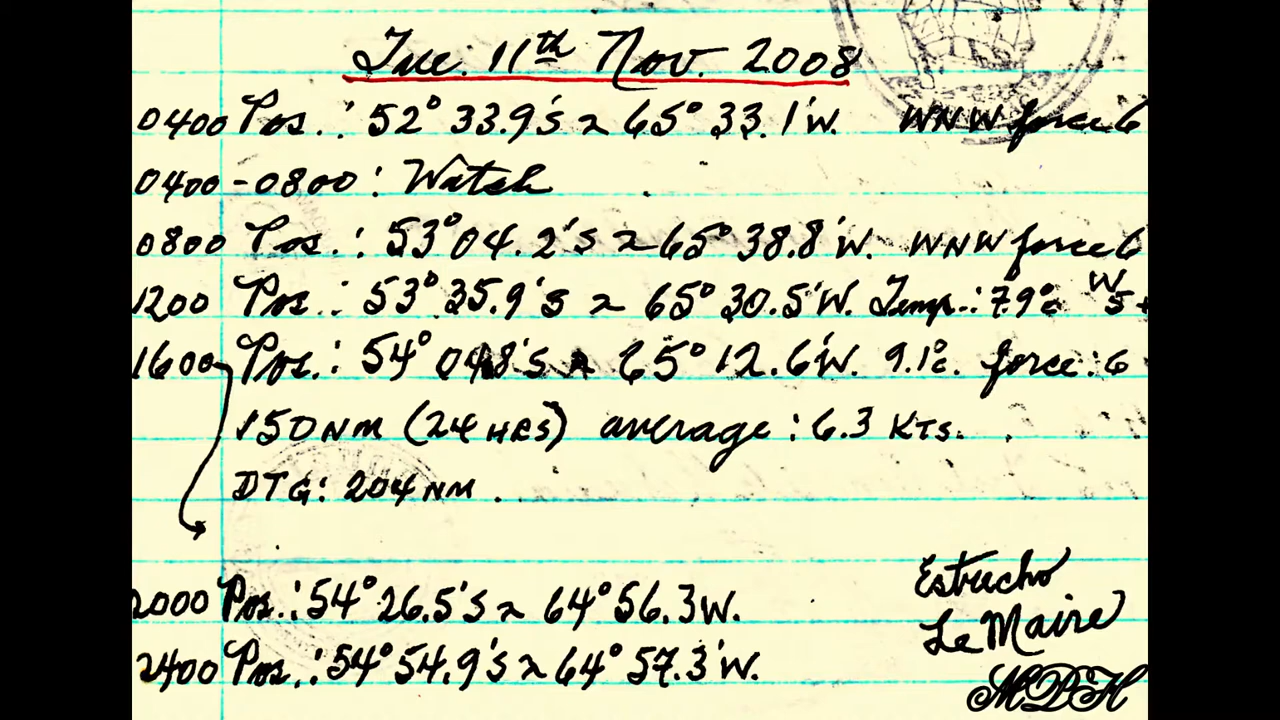 Tue. 11th Nov. 2008
0400 Pos.: 52° 33.9's ~ 65° 33.1'W. WNW force 6
0400-0800: Watch
0800 Pos.: 53° 04.2's ~ 65° 38.8'W. WNW force 6
1200 Pos.: 53° 35.9's ~ 65° 30.5'W. Temp.: 7.9°c W 5
1600 Pos.: 54° 's 65° 12.6'W. 9.1°c. force: 6
150 NM (24 HRS) average: 6.3 KTS.
DTG: 204 NM.
2000 Pos.: 54° 26.5's ~ 64° 56.3W.
2400 Pos.: 54° 54.9's ~ 64° 57.3'W.
Estrecho
Le Maire
MDH